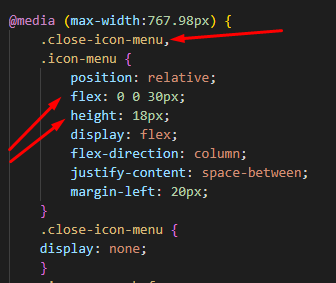 @media (max-width:767.98px) {
.close-icon-menu,
.icon-menu {
position: relative;
flex: 0 0 30px;
height: 18px;
display: flex;
flex-direction: column;
justify-content: space-between;
margin-left: 20px;
}
.close-icon-menu {
display: none;
}